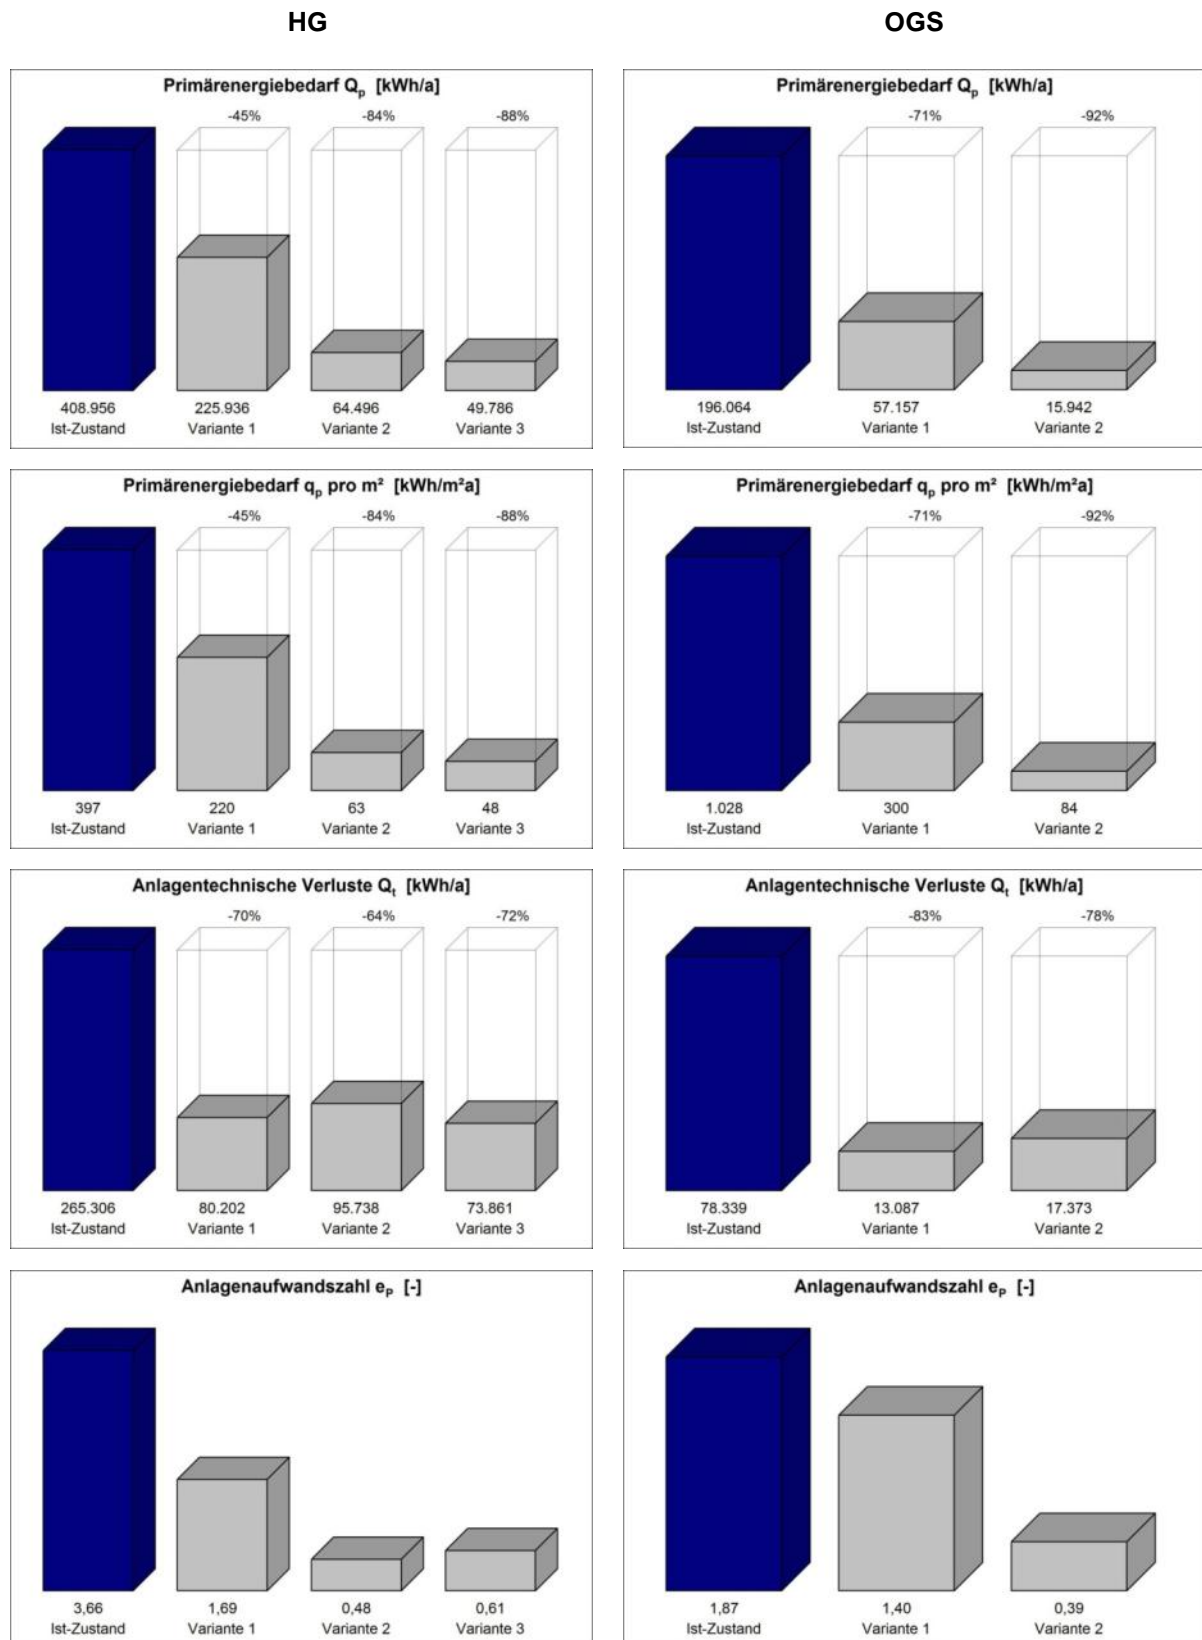 HG
OGS
Primärenergiebedarf Qp [kWh/a]
-45% -84% -88%
408.956 225.936 64.496 49.786
Ist-Zustand Variante 1 Variante 2 Variante 3
Primärenergiebedarf Qp [kWh/a]
-71% -92%
196.064 57.157 15.942
Ist-Zustand Variante 1 Variante 2
Primärenergiebedarf qp pro m² [kWh/m²a]
-45% -84% -88%
397 220 63 48
Ist-Zustand Variante 1 Variante 2 Variante 3
Primärenergiebedarf qp pro m² [kWh/m²a]
-71% -92%
1.028 300 84
Ist-Zustand Variante 1 Variante 2
Anlagentechnische Verluste Qt [kWh/a]
-70% -64% -72%
265.306 80.202 95.738 73.861
Ist-Zustand Variante 1 Variante 2 Variante 3
Anlagentechnische Verluste Qt [kWh/a]
-83% -78%
78.339 13.087 17.373
Ist-Zustand Variante 1 Variante 2
Anlagenaufwandszahl eP [-]
3,66 1,69 0,48 0,61
Ist-Zustand Variante 1 Variante 2 Variante 3
Anlagenaufwandszahl eP [-]
1,87 1,40 0,39
Ist-Zustand Variante 1 Variante 2